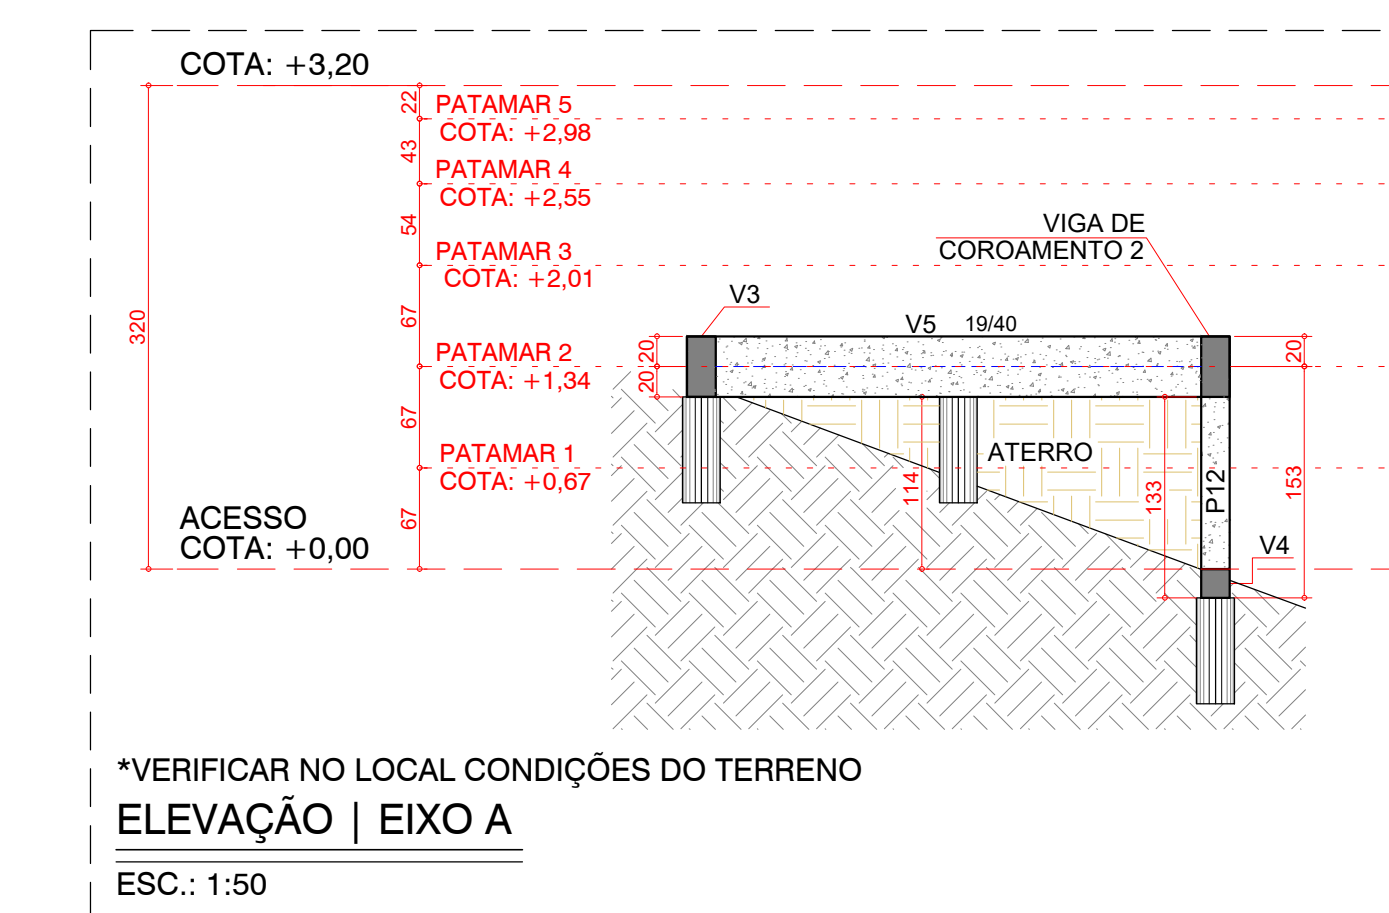 COTA: +3,20
22
PATAMAR 5
COTA: +2,98
43
PATAMAR 4
COTA: +2,55
54
PATAMAR 3
COTA: +2,01
67
PATAMAR 2
COTA: +1,34
67
PATAMAR 1
COTA: +0,67
67
320
ACESSO
COTA: +0,00
VIGA DE
COROAMENTO 2
V3
V5 19/40
20
20
20
ATERRO
114
133
P12
153
V4
*VERIFICAR NO LOCAL CONDIÇÕES DO TERRENO
ELEVAÇÃO | EIXO A
ESC.: 1:50